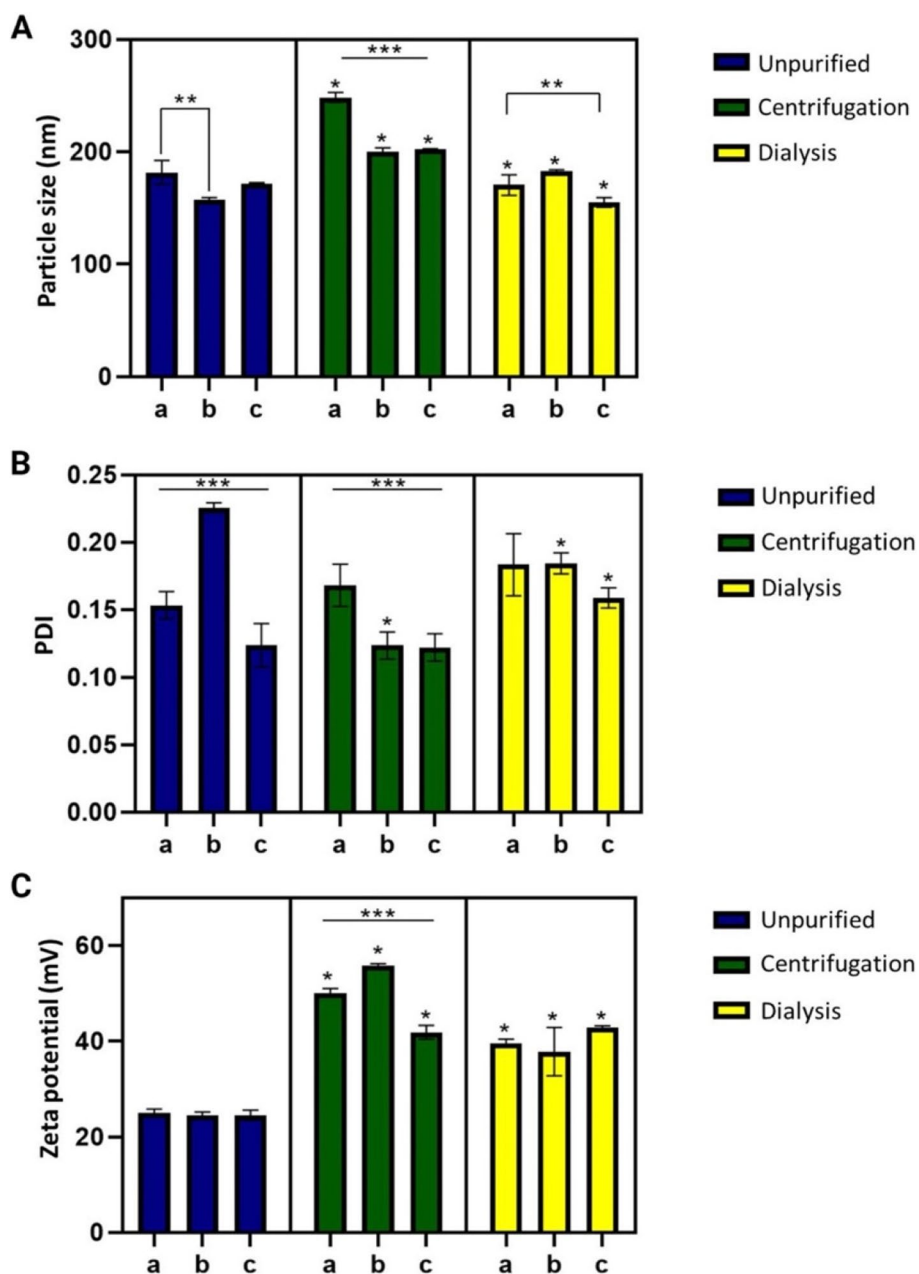 A
300
200
100
0
Particle size (nm)
**
***
* * *
**
* * *
a b c a b c a b c
Unpurified
Centrifugation
Dialysis
B
0.25
0.20
0.15
0.10
0.05
0.00
PDI
***
***
*
* *
a b c a b c a b c
Unpurified
Centrifugation
Dialysis
C
60
40
20
0
Zeta potential (mV)
***
* * *
* * *
a b c a b c a b c
Unpurified
Centrifugation
Dialysis